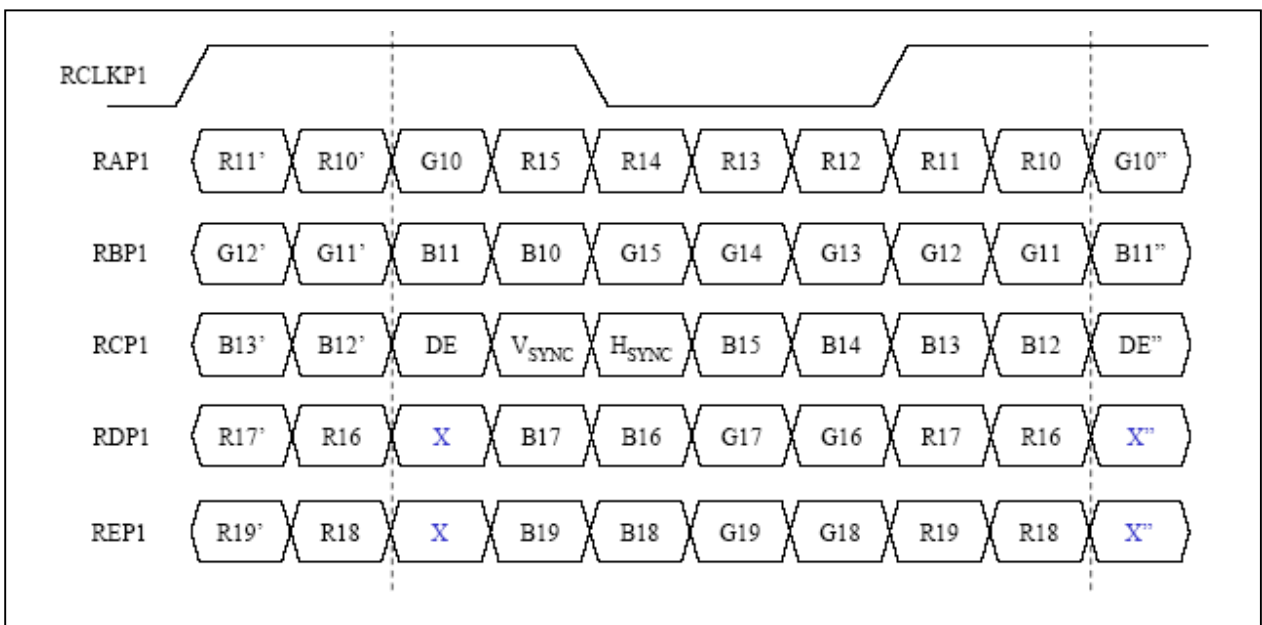 RCLKP1
RAP1 R11’ R10’ G10 R15 R14 R13 R12 R11 R10 G10”
RBP1 G12’ G11’ B11 B10 G15 G14 G13 G12 G11 B11”
RCP1 B13’ B12’ DE VSYNC HSYNC B15 B14 B13 B12 DE”
RDP1 R17’ R16 X B17 B16 G17 G16 R17 R16 X”
REP1 R19’ R18 X B19 B18 G19 G18 R19 R18 X”